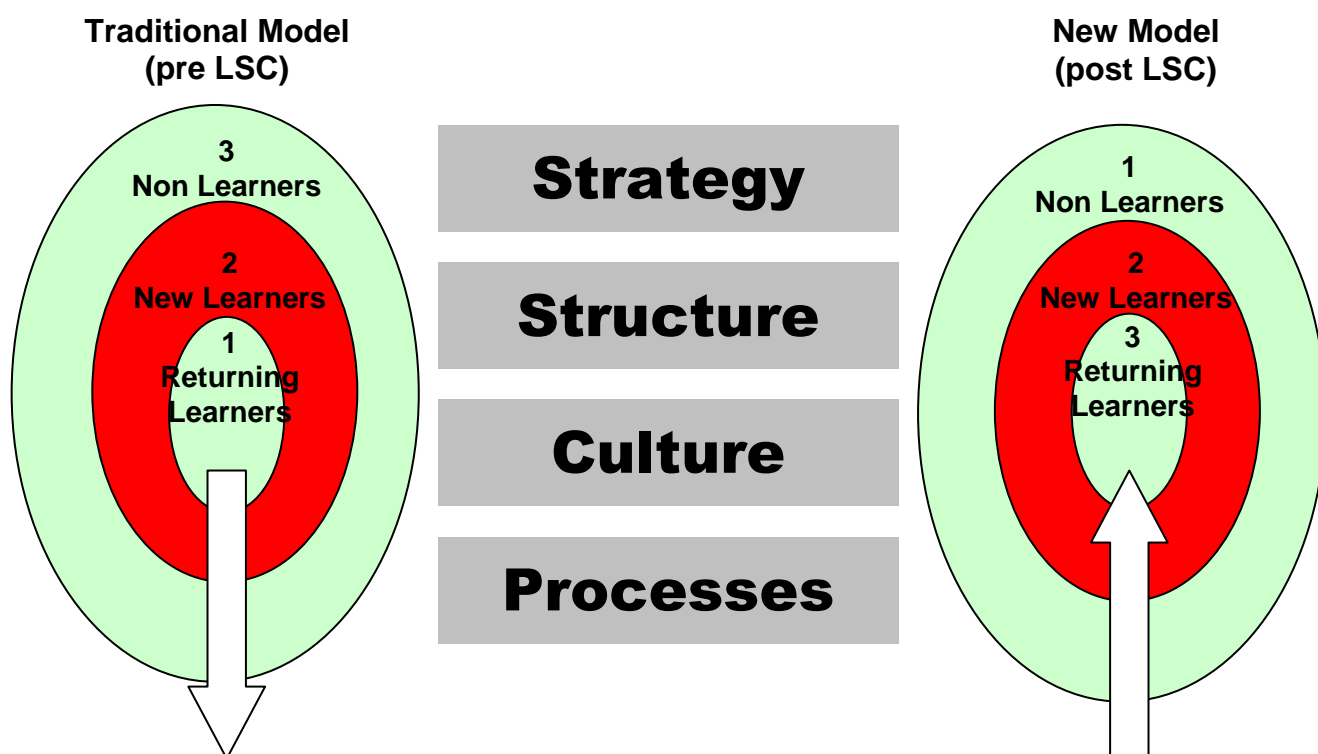 Traditional Model
(pre LSC)
3
Non Learners
2
New Learners
1
Returning
Learners
Strategy
Structure
Culture
Processes
New Model
(post LSC)
1
Non Learners
2
New Learners
3
Returning
Learners